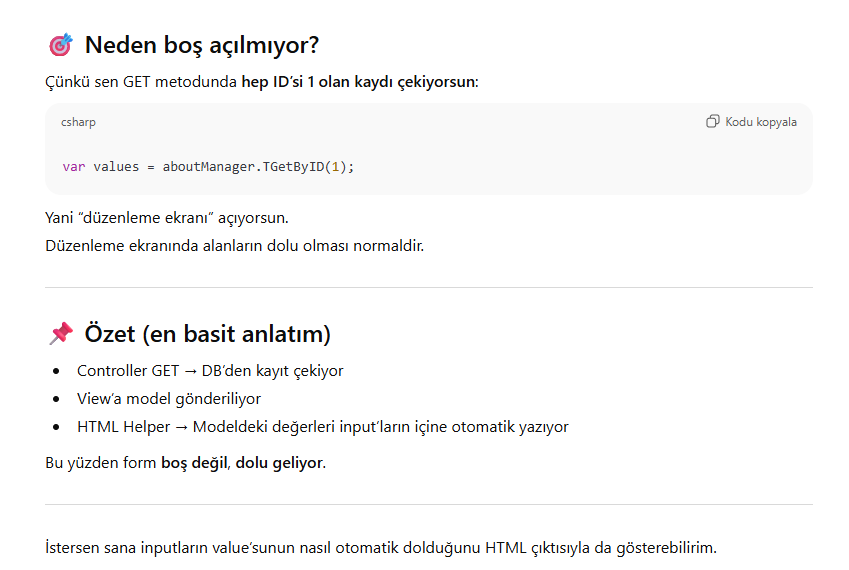 🎯 Neden boş açılmıyor?
Çünkü sen GET metodunda hep ID’si 1 olan kaydı çekiyorsun:
csharp
Kodu kopyala
var values = aboutManager.TGetByID(1);
Yani “düzenleme ekranı” açıyorsun.
Düzenleme ekranında alanların dolu olması normaldir.
📌 Özet (en basit anlatım)
• Controller GET → DB’den kayıt çekiyor
• View’a model gönderiliyor
• HTML Helper → Modeldeki değerleri input’ların içine otomatik yazıyor
Bu yüzden form boş değil, dolu geliyor.
İstersen sana inputların value’sunun nasıl otomatik dolduğunu HTML çıktısıyla da gösterebilirim.